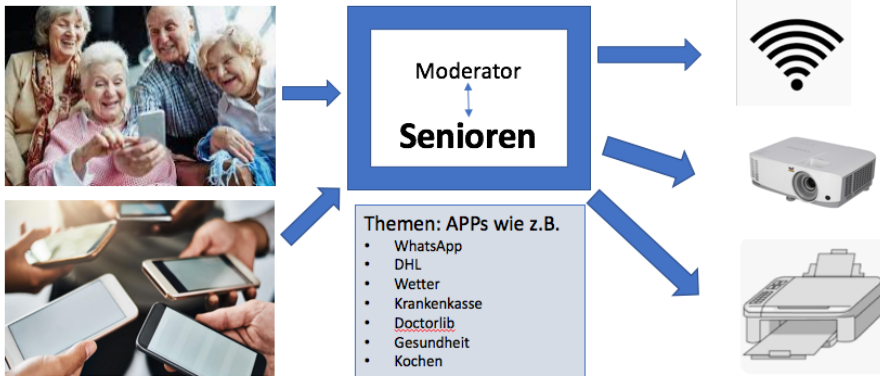 Moderator
Senioren
Themen: APPs wie z.B.
• WhatsApp
• DHL
• Wetter
• Krankenkasse
• Doctorlib
• Gesundheit
• Kochen